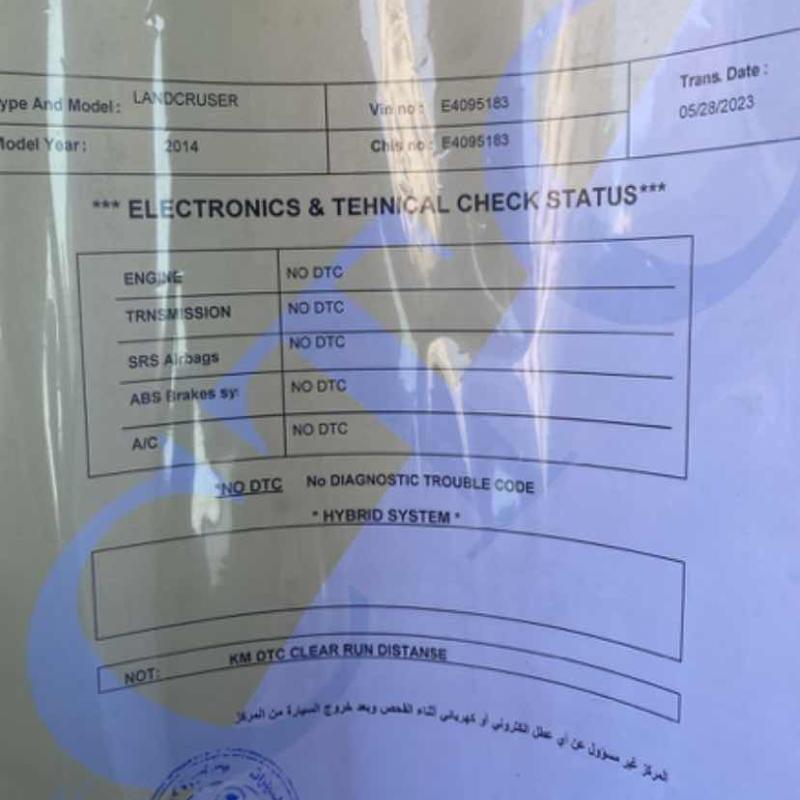 ype And Model: LANDCRUSER Vin no : E4095183 Trans. Date :
Model Year: 2014 Chis no : E4095183 05/28/2023
*** ELECTRONICS & TEHNICAL CHECK STATUS***
ENGINE NO DTC
TRNSMISSION NO DTC
SRS Airbags NO DTC
ABS Brakes sy: NO DTC
A/C NO DTC
*NO DTC No DIAGNOSTIC TROUBLE CODE
* HYBRID SYSTEM *
NOT: KM DTC CLEAR RUN DISTANSE
المركز غير مسؤول عن أي عطل الكتروني أو كهربائي أثناء الفحص وبعد خروج السيارة من المركز